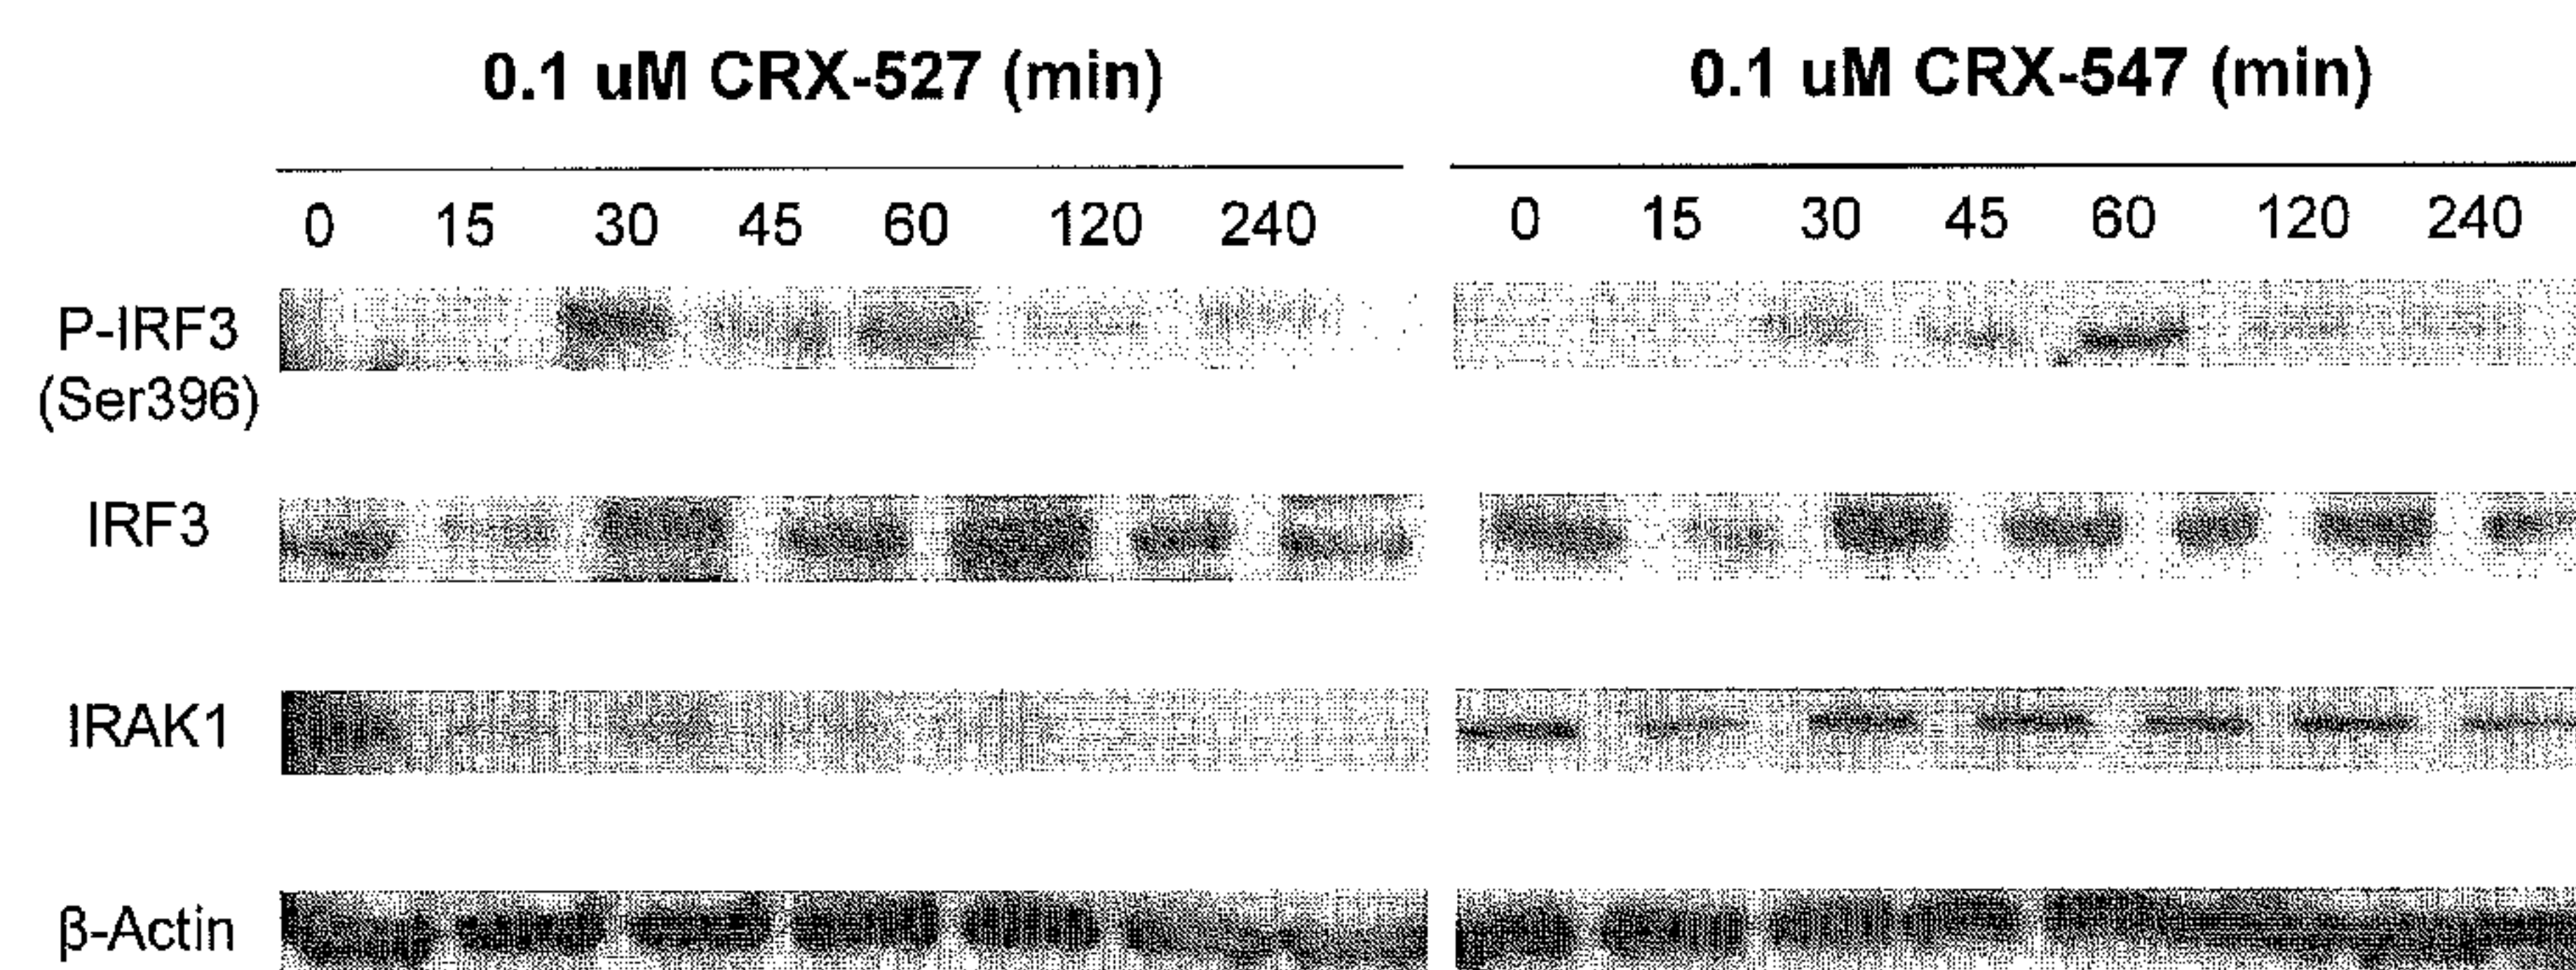 0.1 uM CRX-527 (min) 0.1 uM CRX-547 (min)
0 15 30 45 60 120 240 0 15 30 45 60 120 240
P-IRF3
(Ser396)
IRF3
IRAK1
β-Actin